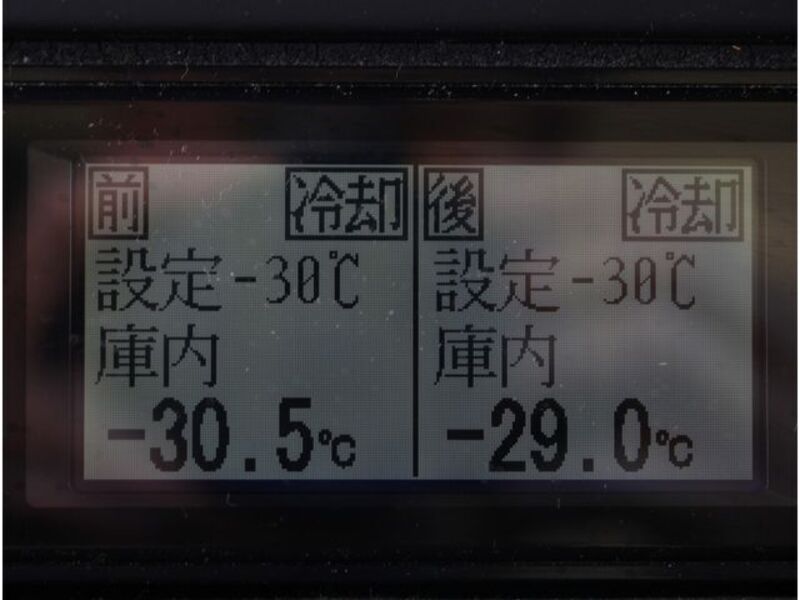 前 冷却
設定-30℃
庫内
-30.5℃
後 冷却
設定-30℃
庫内
-29.0℃